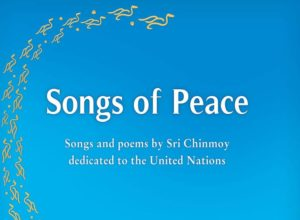 Songs of Peace
Songs and poems by Sri Chinmoy
dedicated to the United Nations